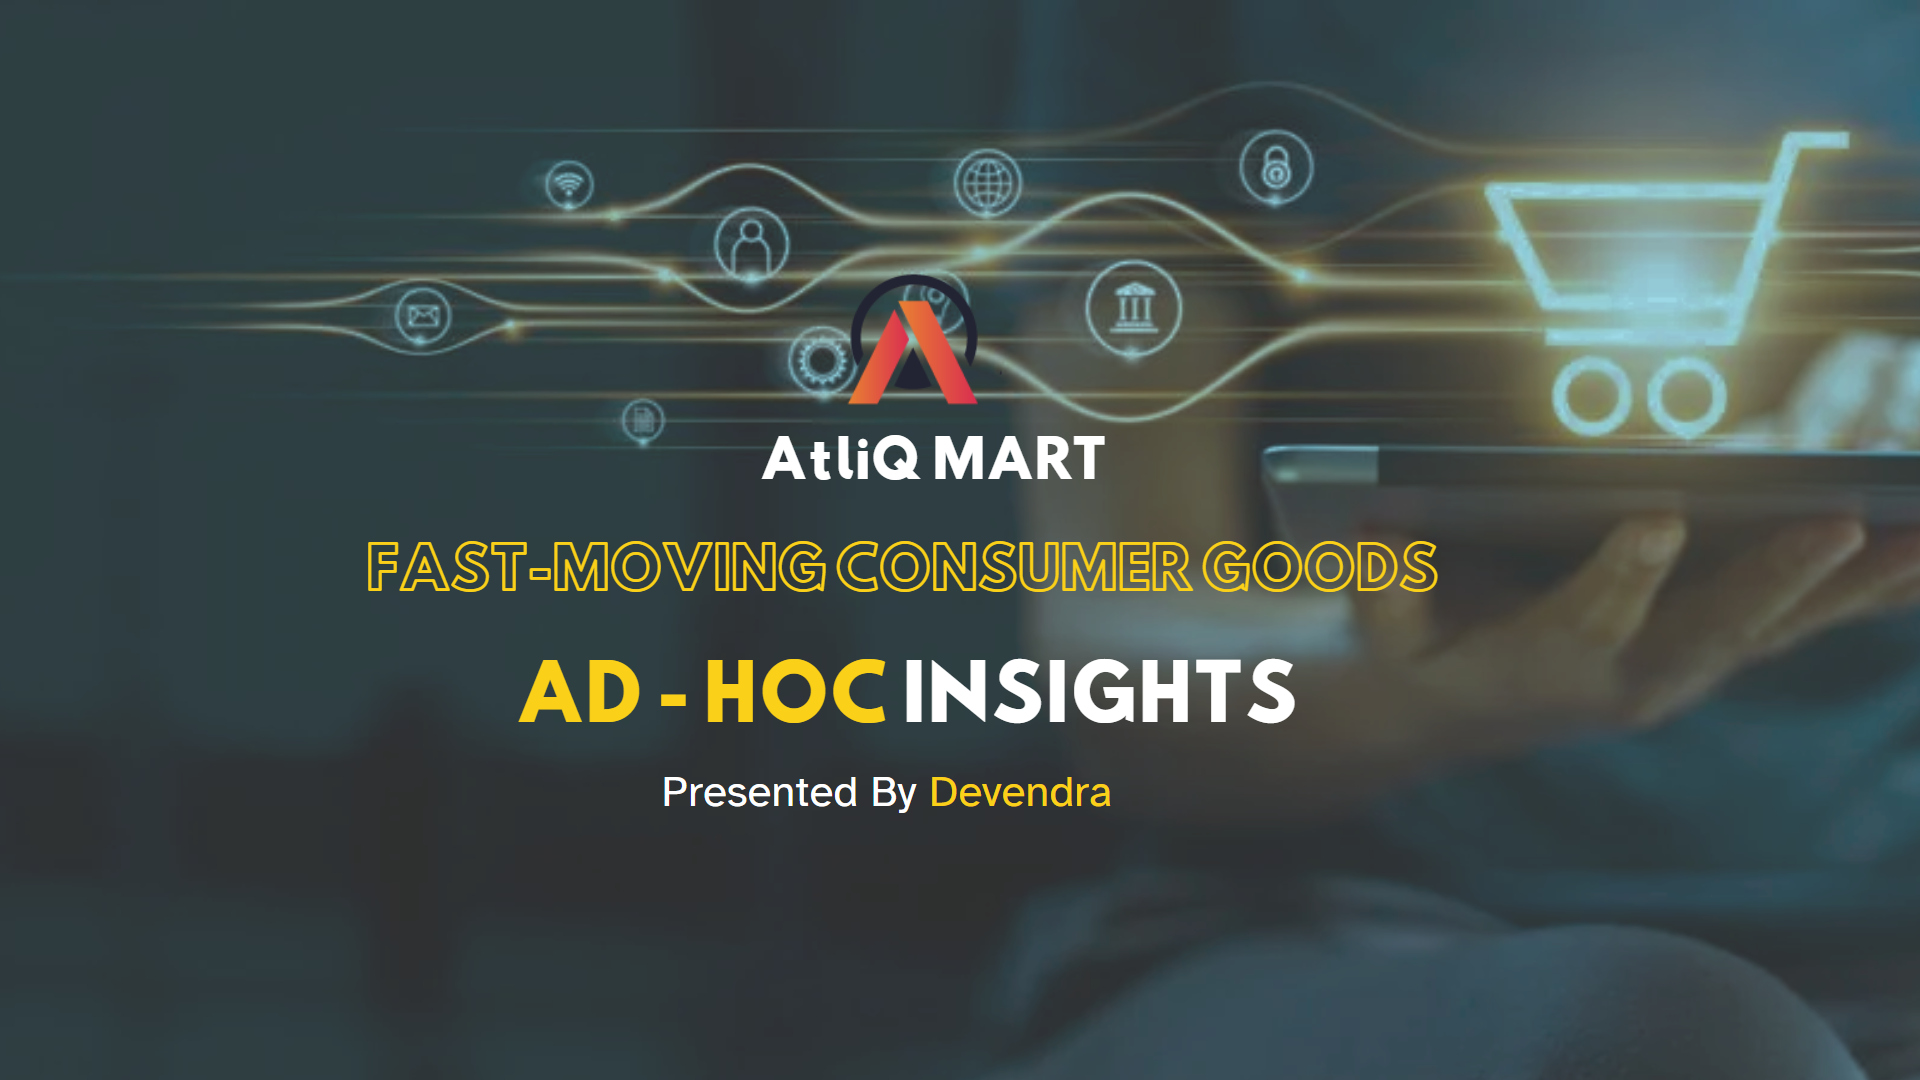 AtliQ MART
FAST-MOVING CONSUMER GOODS
AD - HOC INSIGHTS
Presented By Devendra